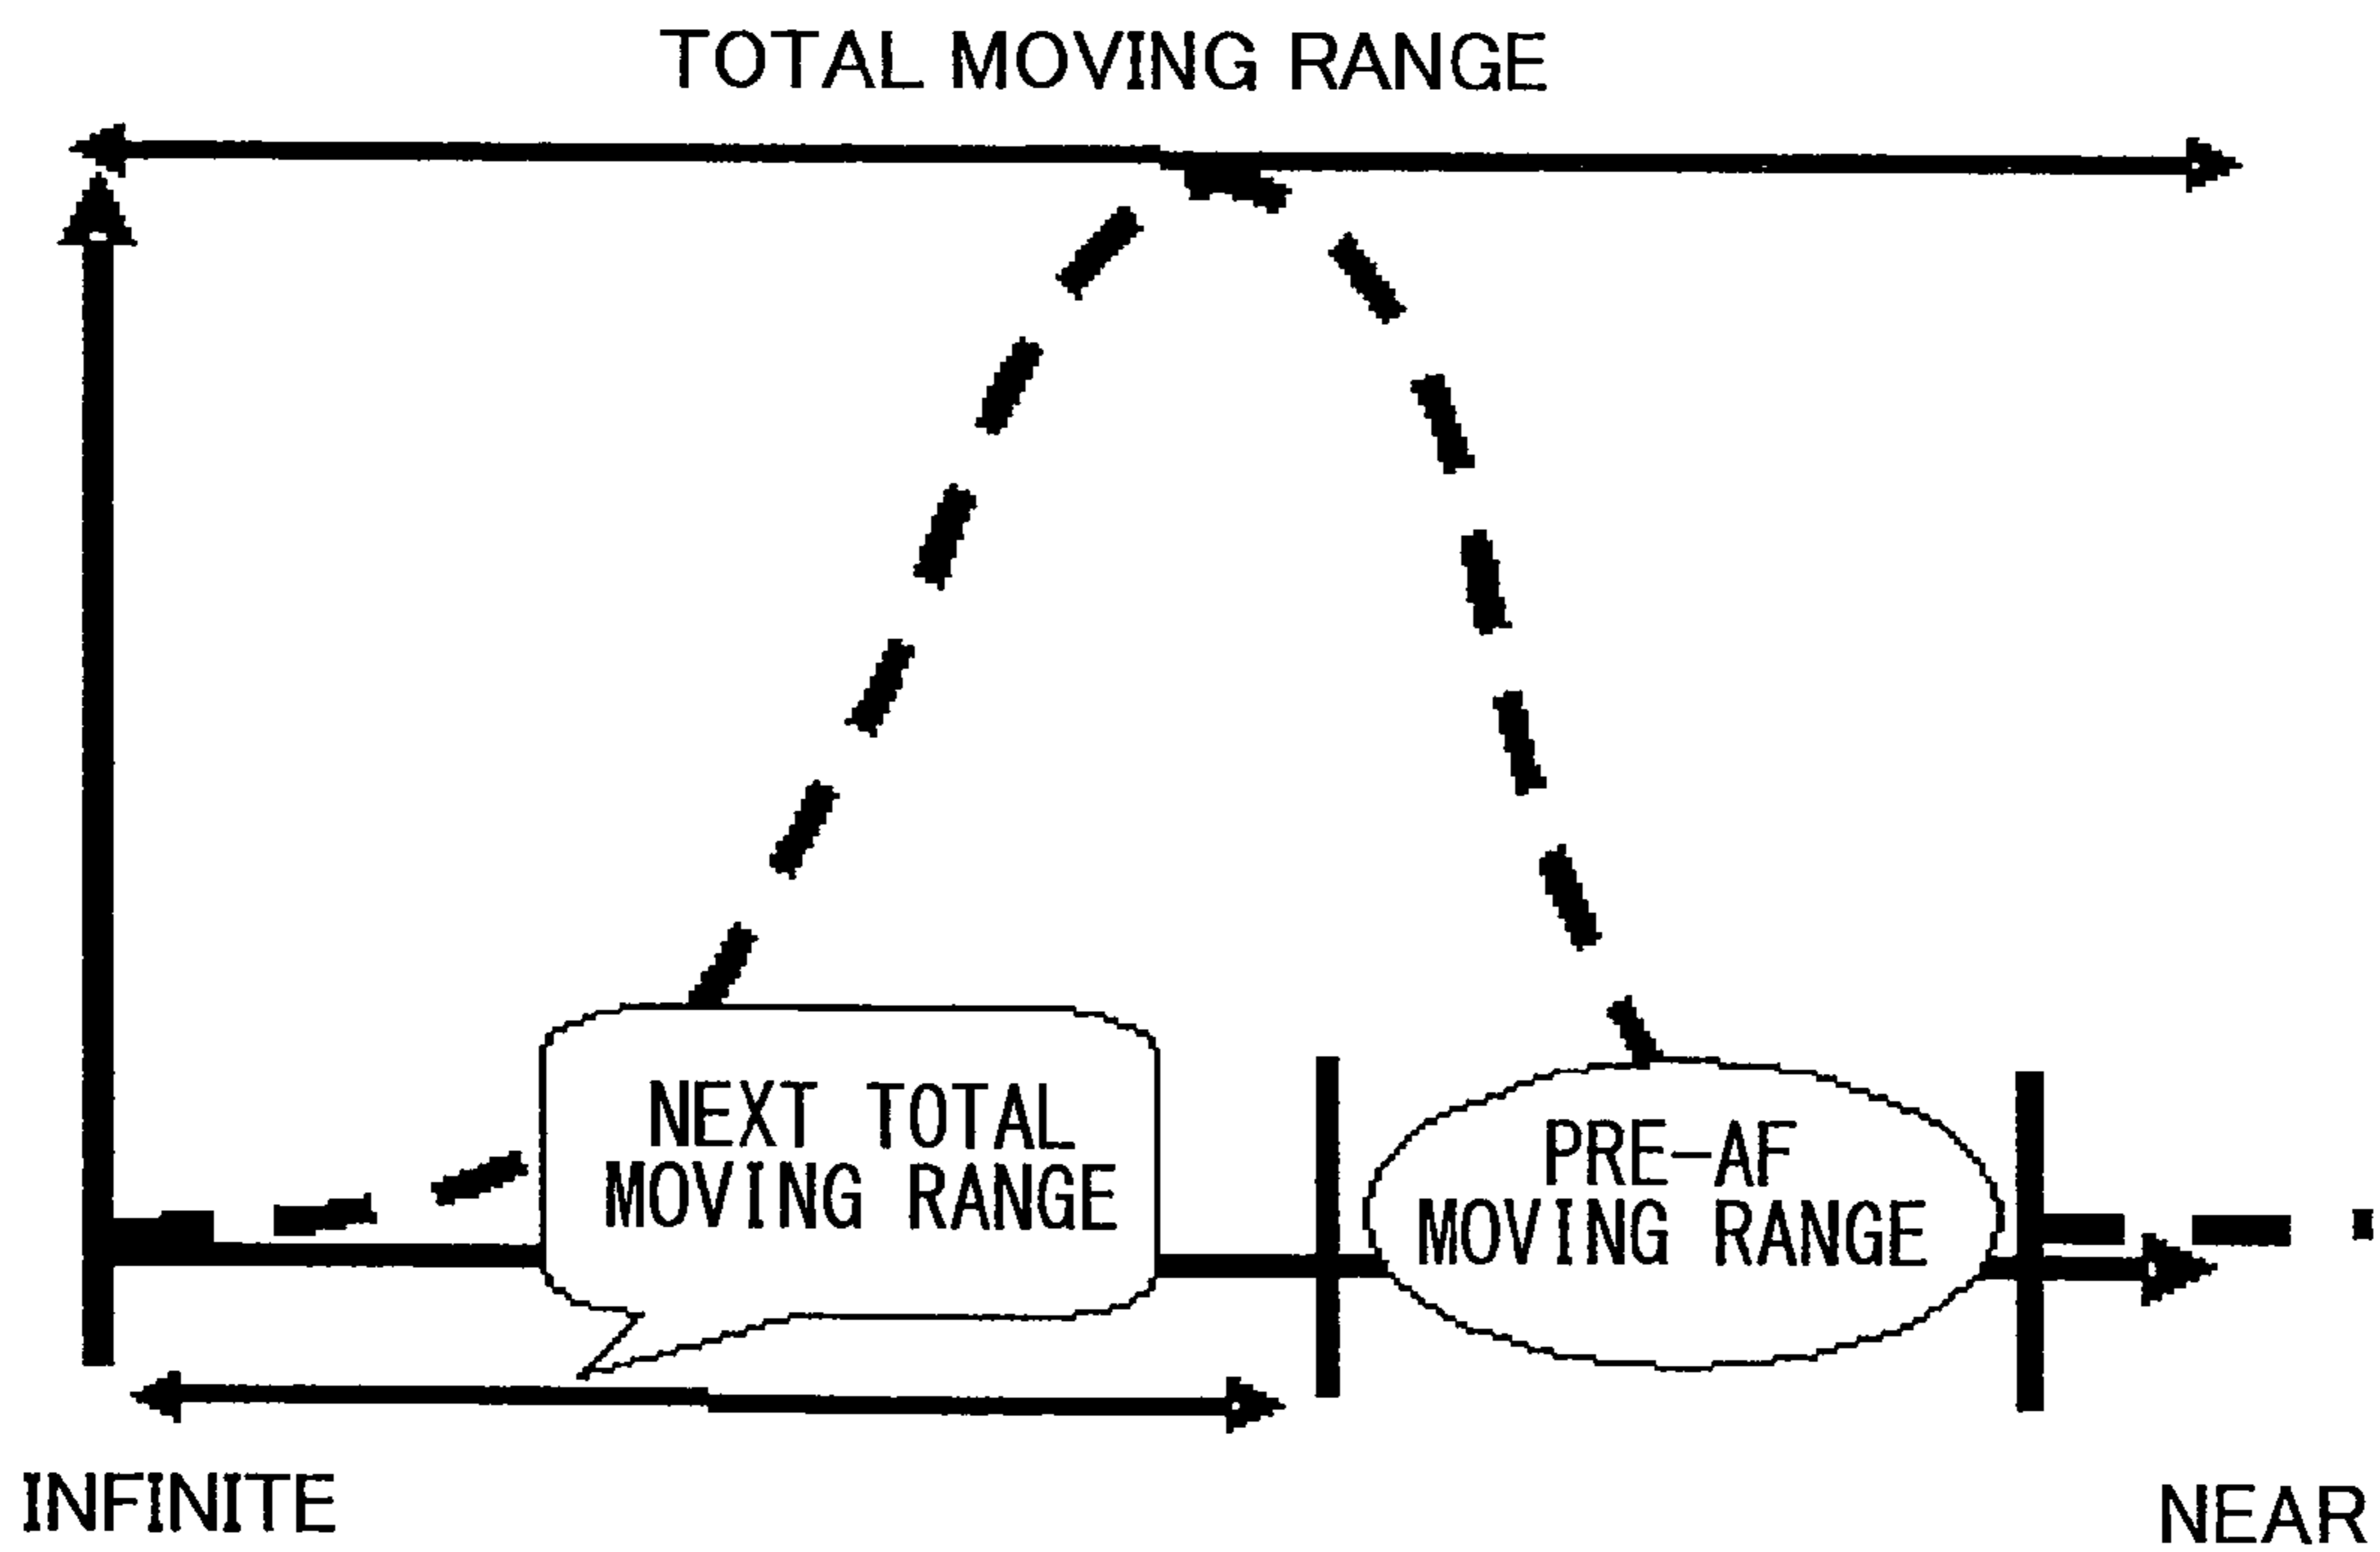 TOTAL MOVING RANGE
NEXT TOTAL
MOVING RANGE
PRE-AF
MOVING RANGE
INFINITE
NEAR